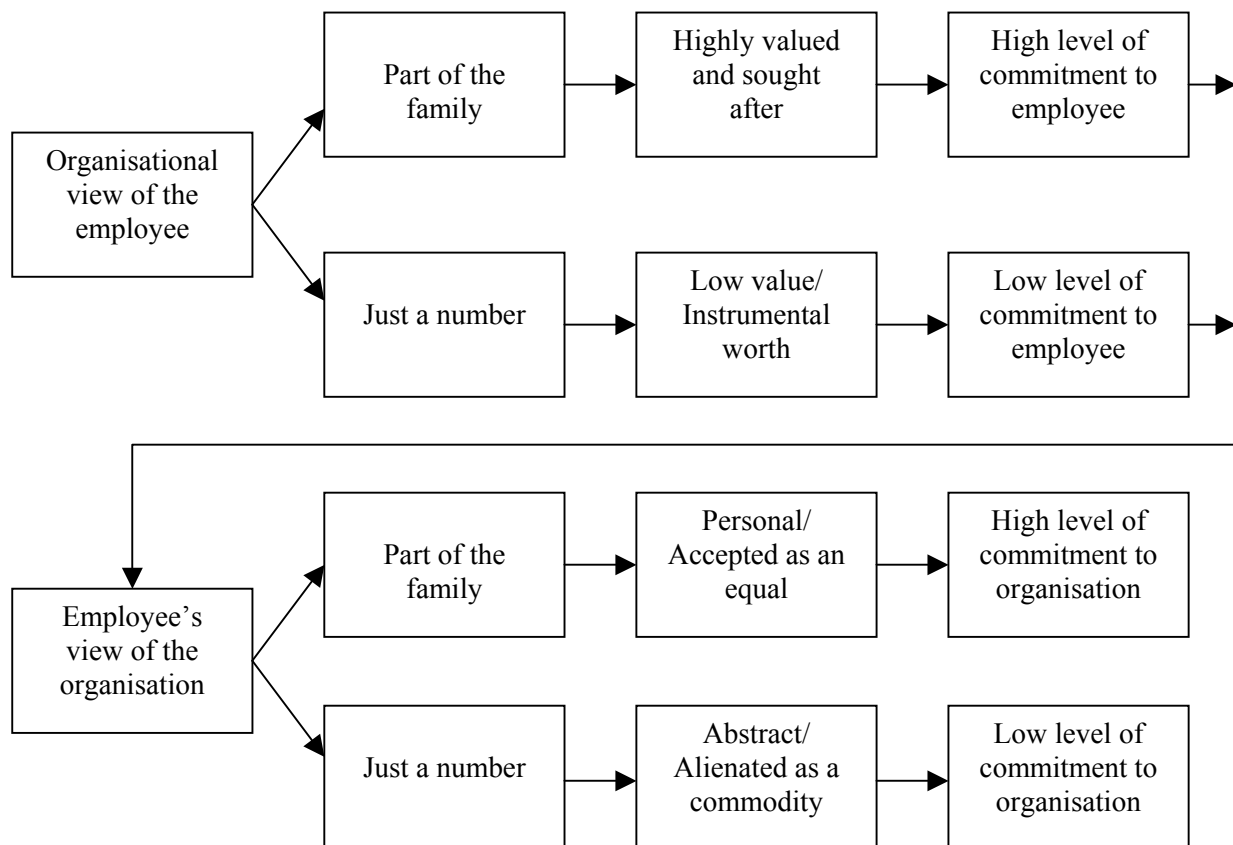 Part of the
family
Highly valued
and sought
after
High level of
commitment to
employee
Organisational
view of the
employee
Just a number
Low value/
Instrumental
worth
Low level of
commitment to
employee
Part of the
family
Personal/
Accepted as an
equal
High level of
commitment to
organisation
Employee’s
view of the
organisation
Just a number
Abstract/
Alienated as a
commodity
Low level of
commitment to
organisation